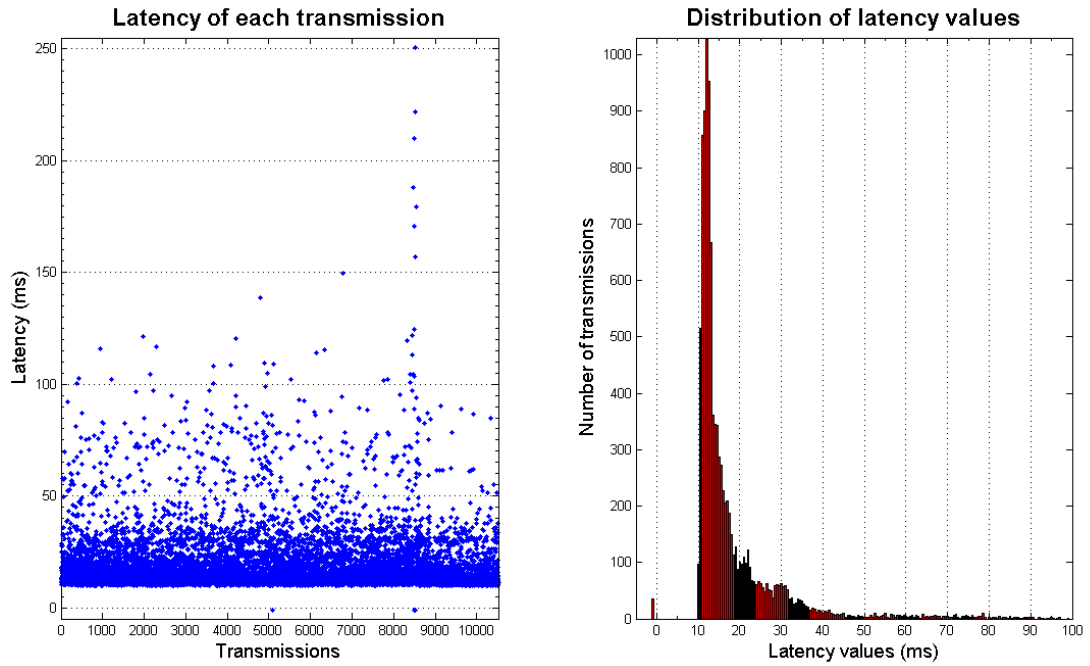 Latency of each transmission
250
200
150
100
50
0
Latency (ms)
0 1000 2000 3000 4000 5000 6000 7000 8000 9000 10000
Transmissions
Distribution of latency values
1000
900
800
700
600
500
400
300
200
100
0
Number of transmissions
0 10 20 30 40 50 60 70 80 90 100
Latency values (ms)